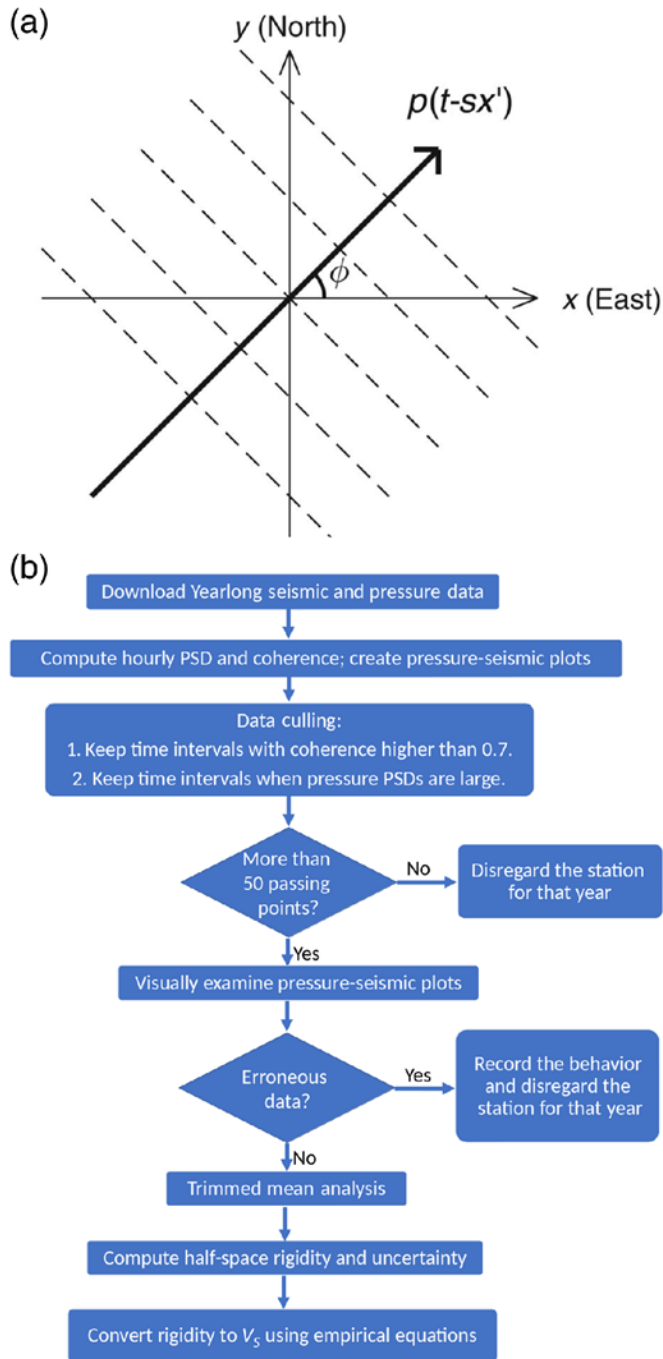 (a)
y (North)
p(t-sx')
ϕ
x (East)
(b)
Download Yearlong seismic and pressure data
Compute hourly PSD and coherence; create pressure-seismic plots
Data culling:
1. Keep time intervals with coherence higher than 0.7.
2. Keep time intervals when pressure PSDs are large.
More than
50 passing
points?
No
Disregard the station
for that year
Yes
Visually examine pressure-seismic plots
Erroneous
data?
Yes
Record the behavior
and disregard the
station for that year
No
Trimmed mean analysis
Compute half-space rigidity and uncertainty
Convert rigidity to VS using empirical equations